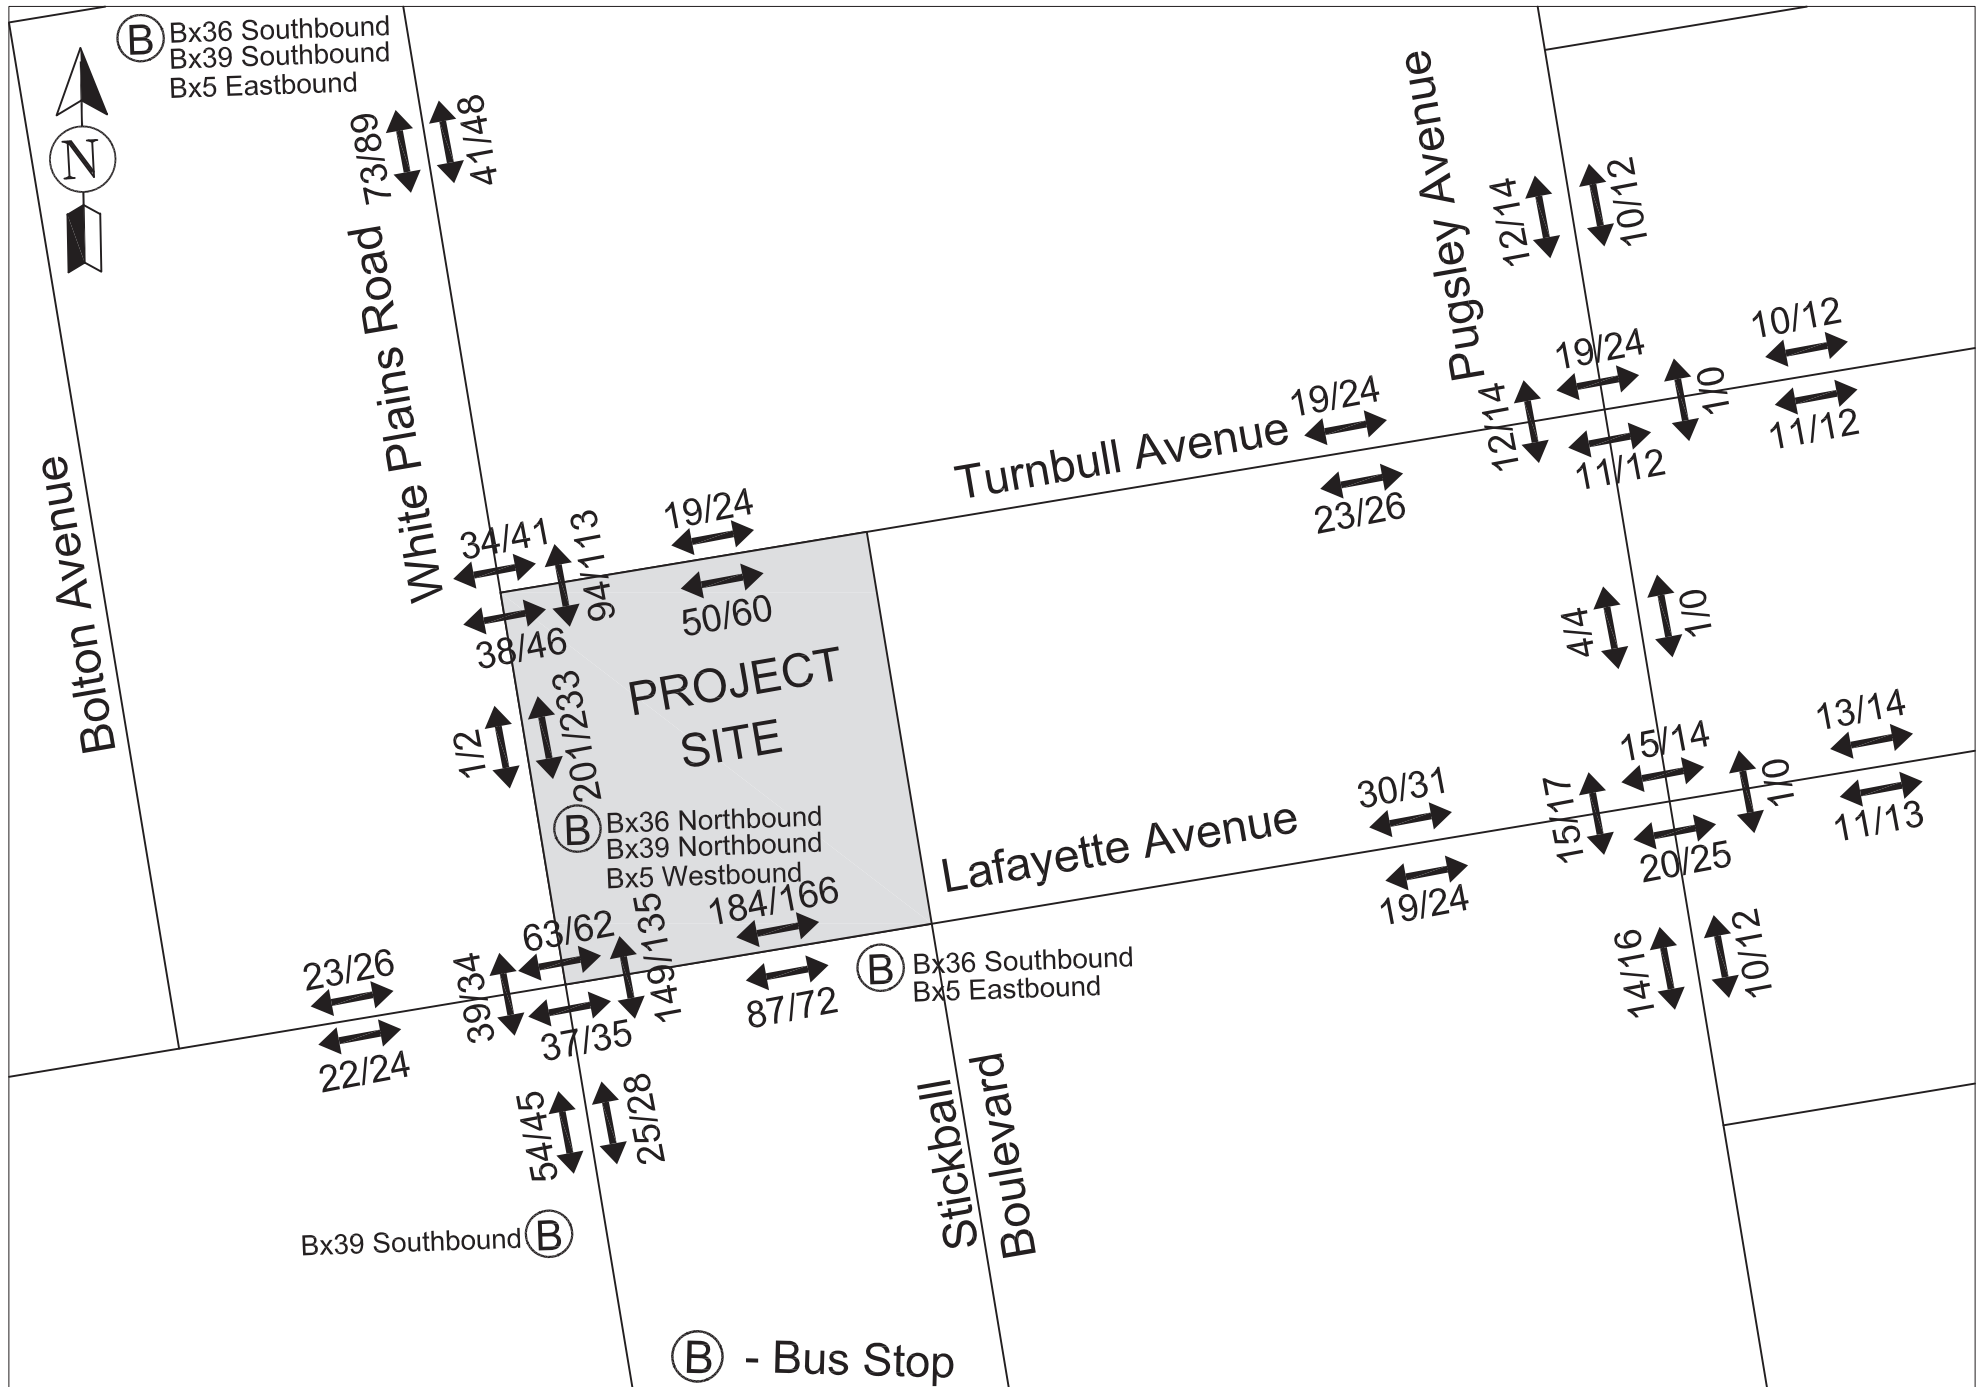 B Bx36 Southbound
Bx39 Southbound
Bx5 Eastbound
N
73/89
41/48
White Plains Road
Pugsley Avenue
12/14
10/12
Bolton Avenue
10/12
19/24
11/12
12/14
1/0
11/12
19/24
Turnbull Avenue
23/26
34/41
94/113
19/24
38/46
50/60
4/4
1/0
PROJECT
SITE
1/2
201/233
B Bx36 Northbound
Bx39 Northbound
Bx5 Westbound
13/14
15/14
15/17
1/0
20/25
11/13
30/31
Lafayette Avenue
19/24
184/166
63/62
149/135
23/26
39/34
37/35
87/72
22/24
B Bx36 Southbound
Bx5 Eastbound
14/16
10/12
54/45
25/28
Stickball
Boulevard
Bx39 Southbound B
B - Bus Stop